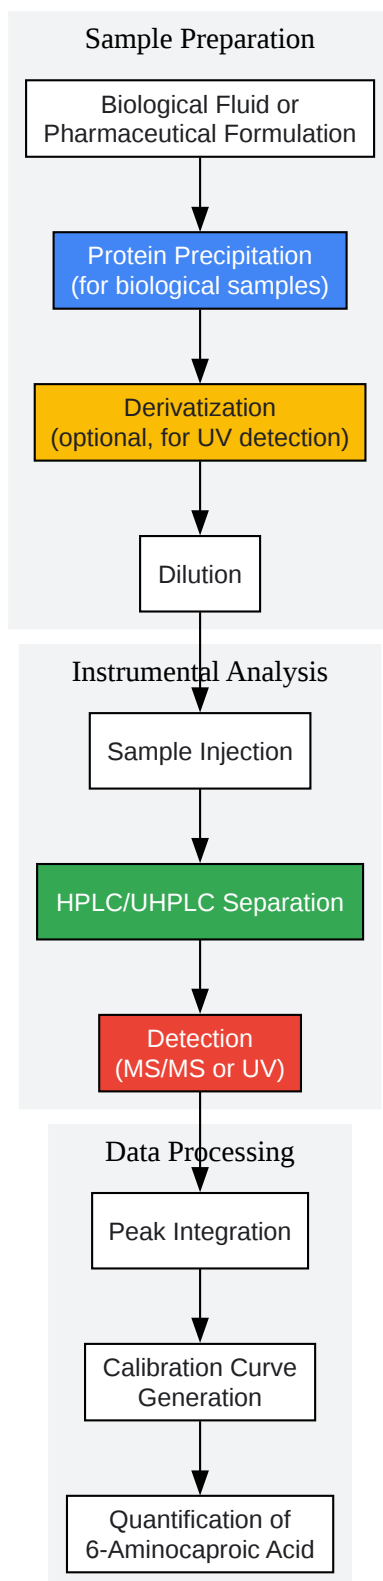 Sample Preparation
Biological Fluid or
Pharmaceutical Formulation
Protein Precipitation
(for biological samples)
Derivatization
(optional, for UV detection)
Dilution
Instrumental Analysis
Sample Injection
HPLC/UHPLC Separation
Detection
(MS/MS or UV)
Data Processing
Peak Integration
Calibration Curve
Generation
Quantification of
6-Aminocaproic Acid